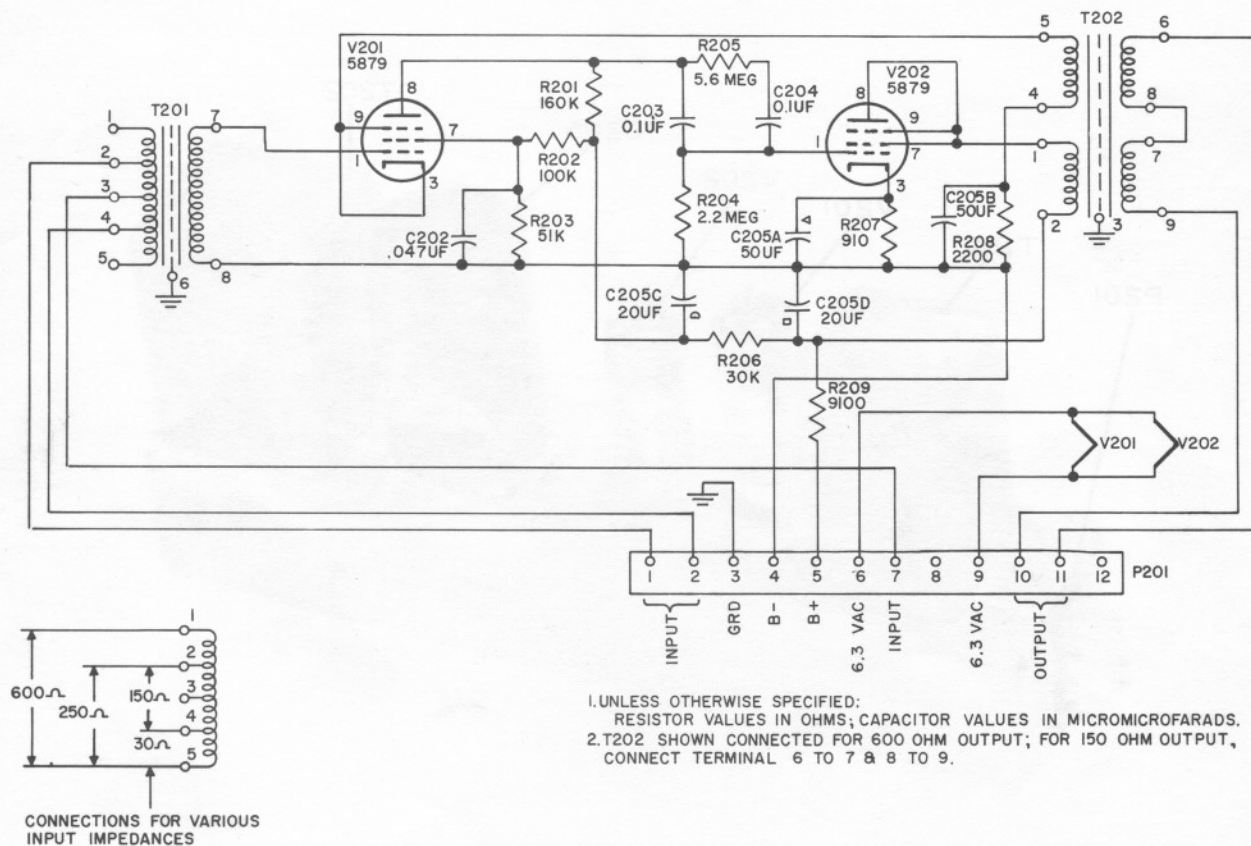 T201
1
2
3
4
5
6
7
8
V201
5879
8
9
7
1
3
R201
160K
R202
100K
R203
51K
C202
.047UF
R205
5.6 MEG
C203
0.1UF
C204
0.1UF
R204
2.2 MEG
V202
5879
8
9
1
7
3
C205A
50UF
R207
910
C205B
50UF
R208
2200
C205C
20UF
C205D
20UF
R206
30K
R209
9100
T202
5
6
4
8
1
7
2
3
9
V201
V202
1 2 3 4 5 6 7 8 9 10 11 12
P201
INPUT
GRD
B-
B+
6.3 VAC
INPUT
6.3 VAC
OUTPUT
1
2
3
4
5
600Ω
250Ω
150Ω
30Ω
CONNECTIONS FOR VARIOUS
INPUT IMPEDANCES
1. UNLESS OTHERWISE SPECIFIED:
RESISTOR VALUES IN OHMS; CAPACITOR VALUES IN MICROMICROFARADS.
2. T202 SHOWN CONNECTED FOR 600 OHM OUTPUT; FOR 150 OHM OUTPUT,
CONNECT TERMINAL 6 TO 7 & 8 TO 9.